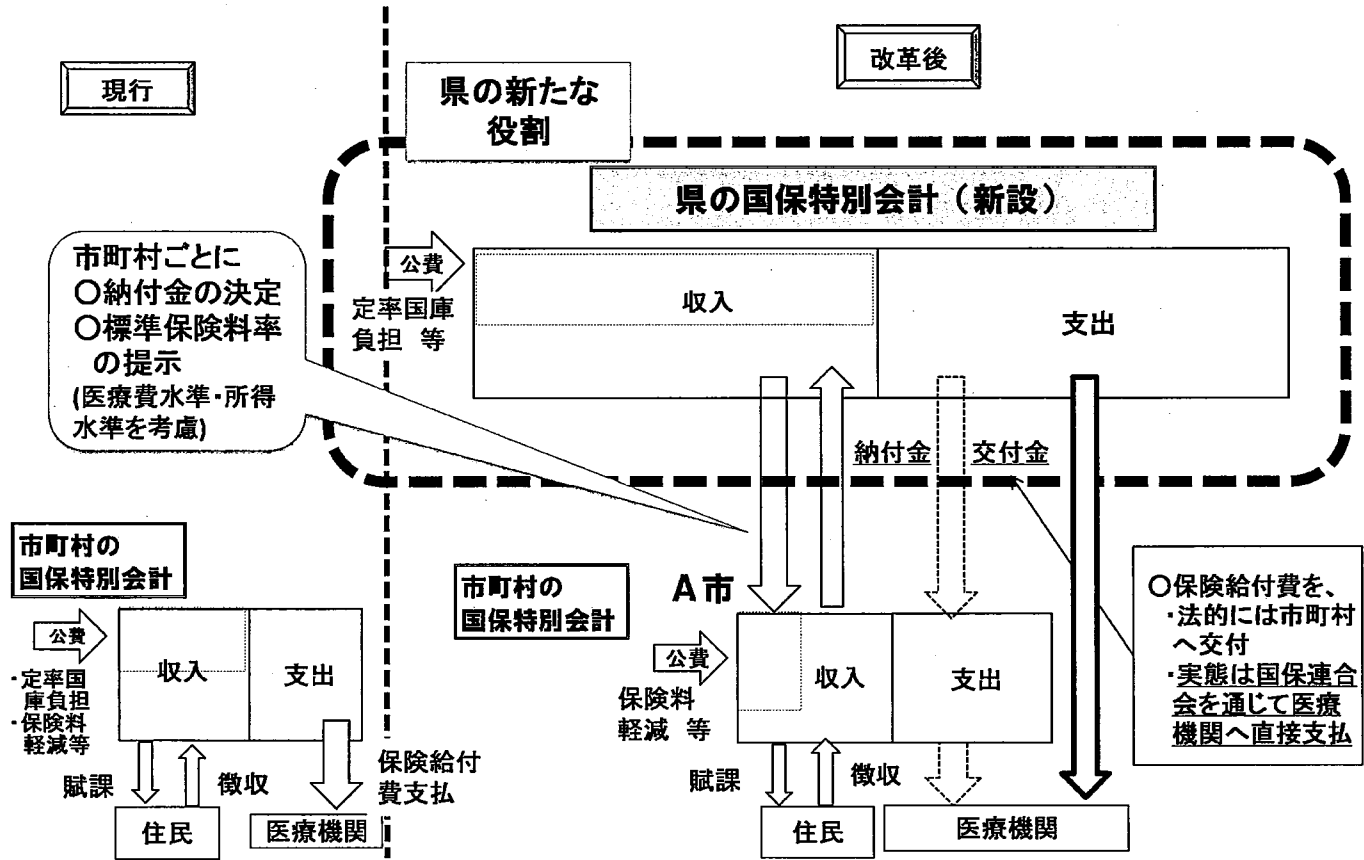 現行
改革後
県の新たな
役割
県の国保特別会計（新設）
市町村ごとに
○納付金の決定
○標準保険料率
の提示
(医療費水準・所得
水準を考慮)
公費
定率国庫
負担 等
収入
支出
納付金
交付金
市町村の
国保特別会計
公費
・定率国
庫負担
・保険料
軽減等
収入
支出
賦課
徴収
保険給付
費支払
住民
医療機関
市町村の
国保特別会計
A市
公費
保険料
軽減 等
収入
支出
賦課
徴収
住民
医療機関
○保険給付費を、
・法的には市町村
へ交付
・実態は国保連合
会を通じて医療
機関へ直接支払